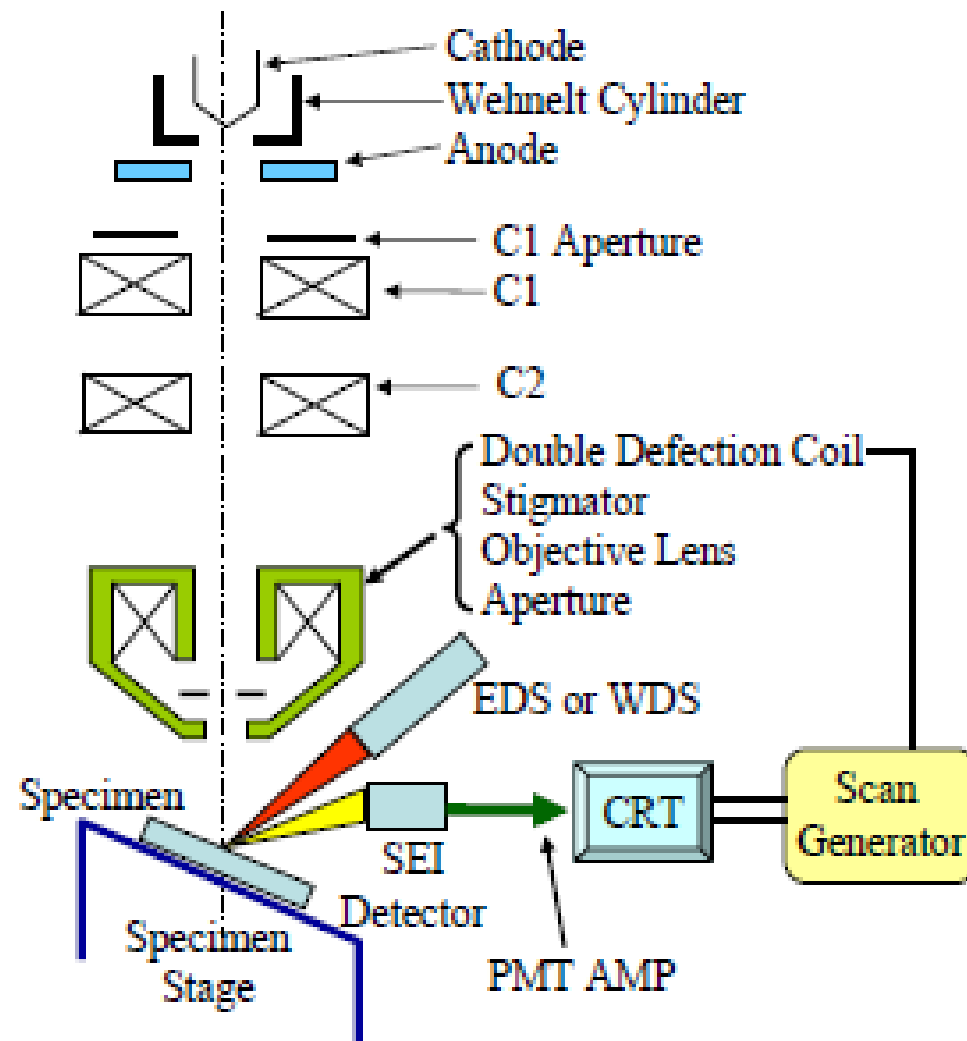 Cathode
Wehnelt Cylinder
Anode
C1 Aperture
C1
C2
Double Defection Coil
Stigmator
Objective Lens
Aperture
EDS or WDS
Specimen
SEI
Detector
CRT
Scan
Generator
Specimen
Stage
PMT AMP